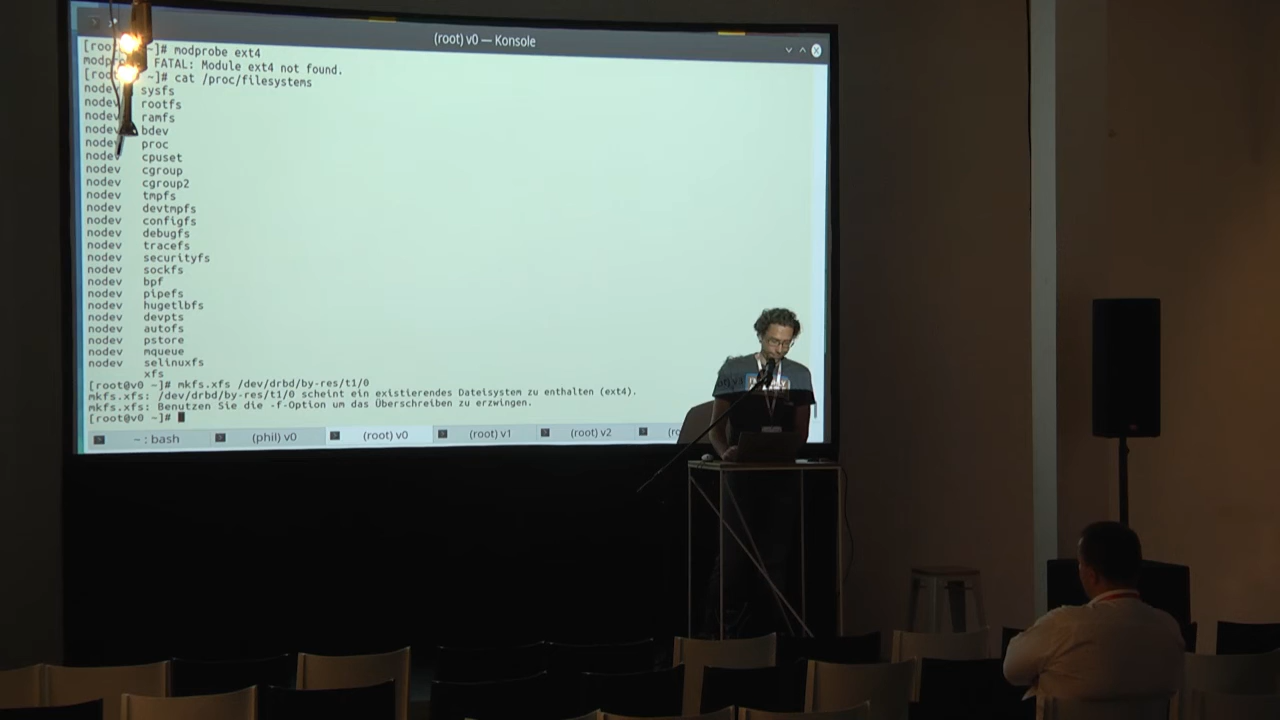 (root) v0 — Konsole
[roo ~]# modprobe ext4
modpr FATAL: Module ext4 not found.
[root ~]# cat /proc/filesystems
nodev sysfs
nodev rootfs
nodev ramfs
nodev bdev
nodev proc
nodev cpuset
nodev cgroup
nodev cgroup2
nodev tmpfs
nodev devtmpfs
nodev configfs
nodev debugfs
nodev tracefs
nodev securityfs
nodev sockfs
nodev bpf
nodev pipefs
nodev hugetlbfs
nodev devpts
nodev autofs
nodev pstore
nodev mqueue
nodev selinuxfs
xfs
[root@v0 ~]# mkfs.xfs /dev/drbd/by-res/t1/0
mkfs.xfs: /dev/drbd/by-res/t1/0 scheint ein existierendes Dateisystem zu enthalten (ext4).
mkfs.xfs: Benutzen Sie die -f-Option um das Überschreiben zu erzwingen.
[root@v0 ~]#
~ : bash (phil) v0 (root) v0 (root) v1 (root) v2